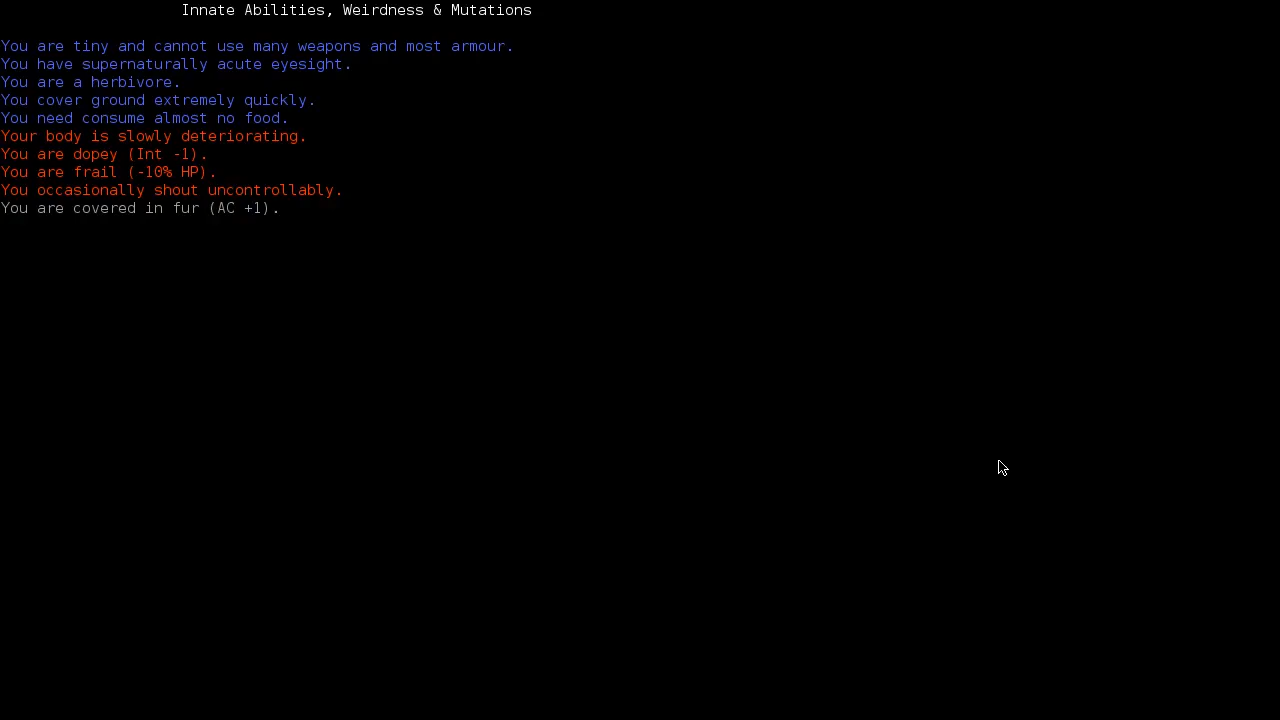 Innate Abilities, Weirdness & Mutations
You are tiny and cannot use many weapons and most armour.
You have supernaturally acute eyesight.
You are a herbivore.
You cover ground extremely quickly.
You need consume almost no food.
Your body is slowly deteriorating.
You are dopey (Int -1).
You are frail (-10% HP).
You occasionally shout uncontrollably.
You are covered in fur (AC +1).